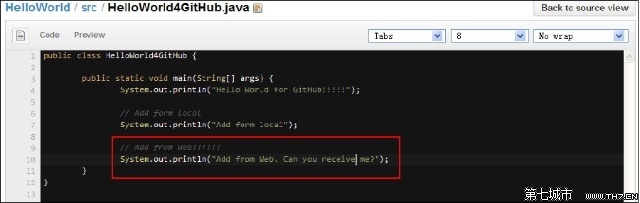 HelloWorld / src / HelloWorld4GitHub.java
Back to source view
Code Preview Tabs 8 No wrap
1 public class HelloWorld4GitHub {
2
3 public static void main(String[] args) {
4 System.out.println("Hello World for GitHub!!!!!");
5
6 // Add form local
7 System.out.println("Add form local");
8
9 // Add from Web!!!!!!
10 System.out.println("Add from Web. Can you receive me?");
11 }
12 }
13
第七城市 WWW.TH7.CN